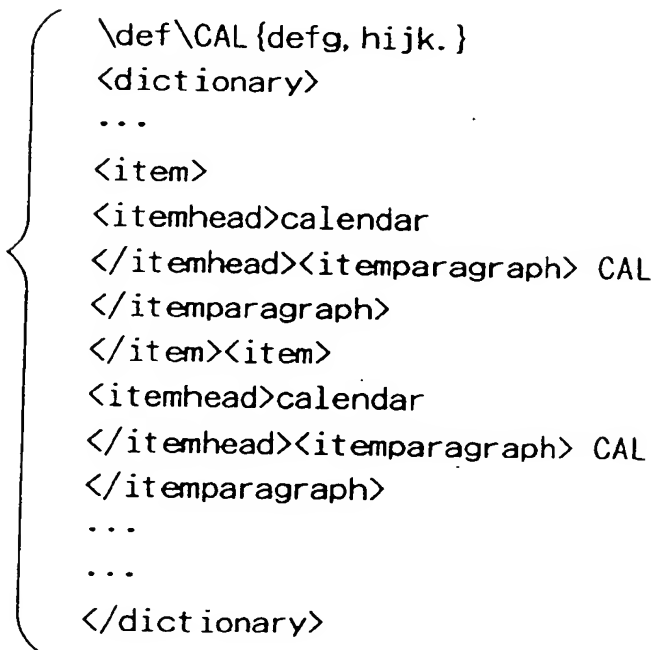 \def\CAL{defg, hijk.}
<dictionary>
...
<item>
<itemhead>calendar
</itemhead><itemparagraph> CAL
</itemparagraph>
</item><item>
<itemhead>calendar
</itemhead><itemparagraph> CAL
</itemparagraph>
...
...
</dictionary>